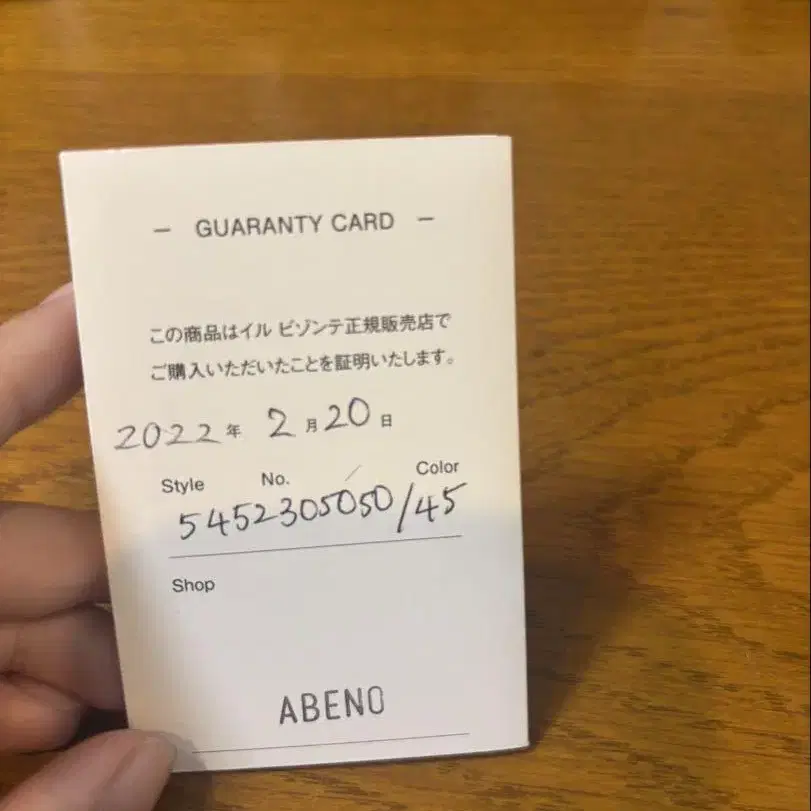 — GUARANTY CARD —
この商品はイル ビゾンテ正規販売店で
ご購入いただいたことを証明いたします。
2022年 2月20日
Style No. / Color
5452305050/45
Shop
ABENO